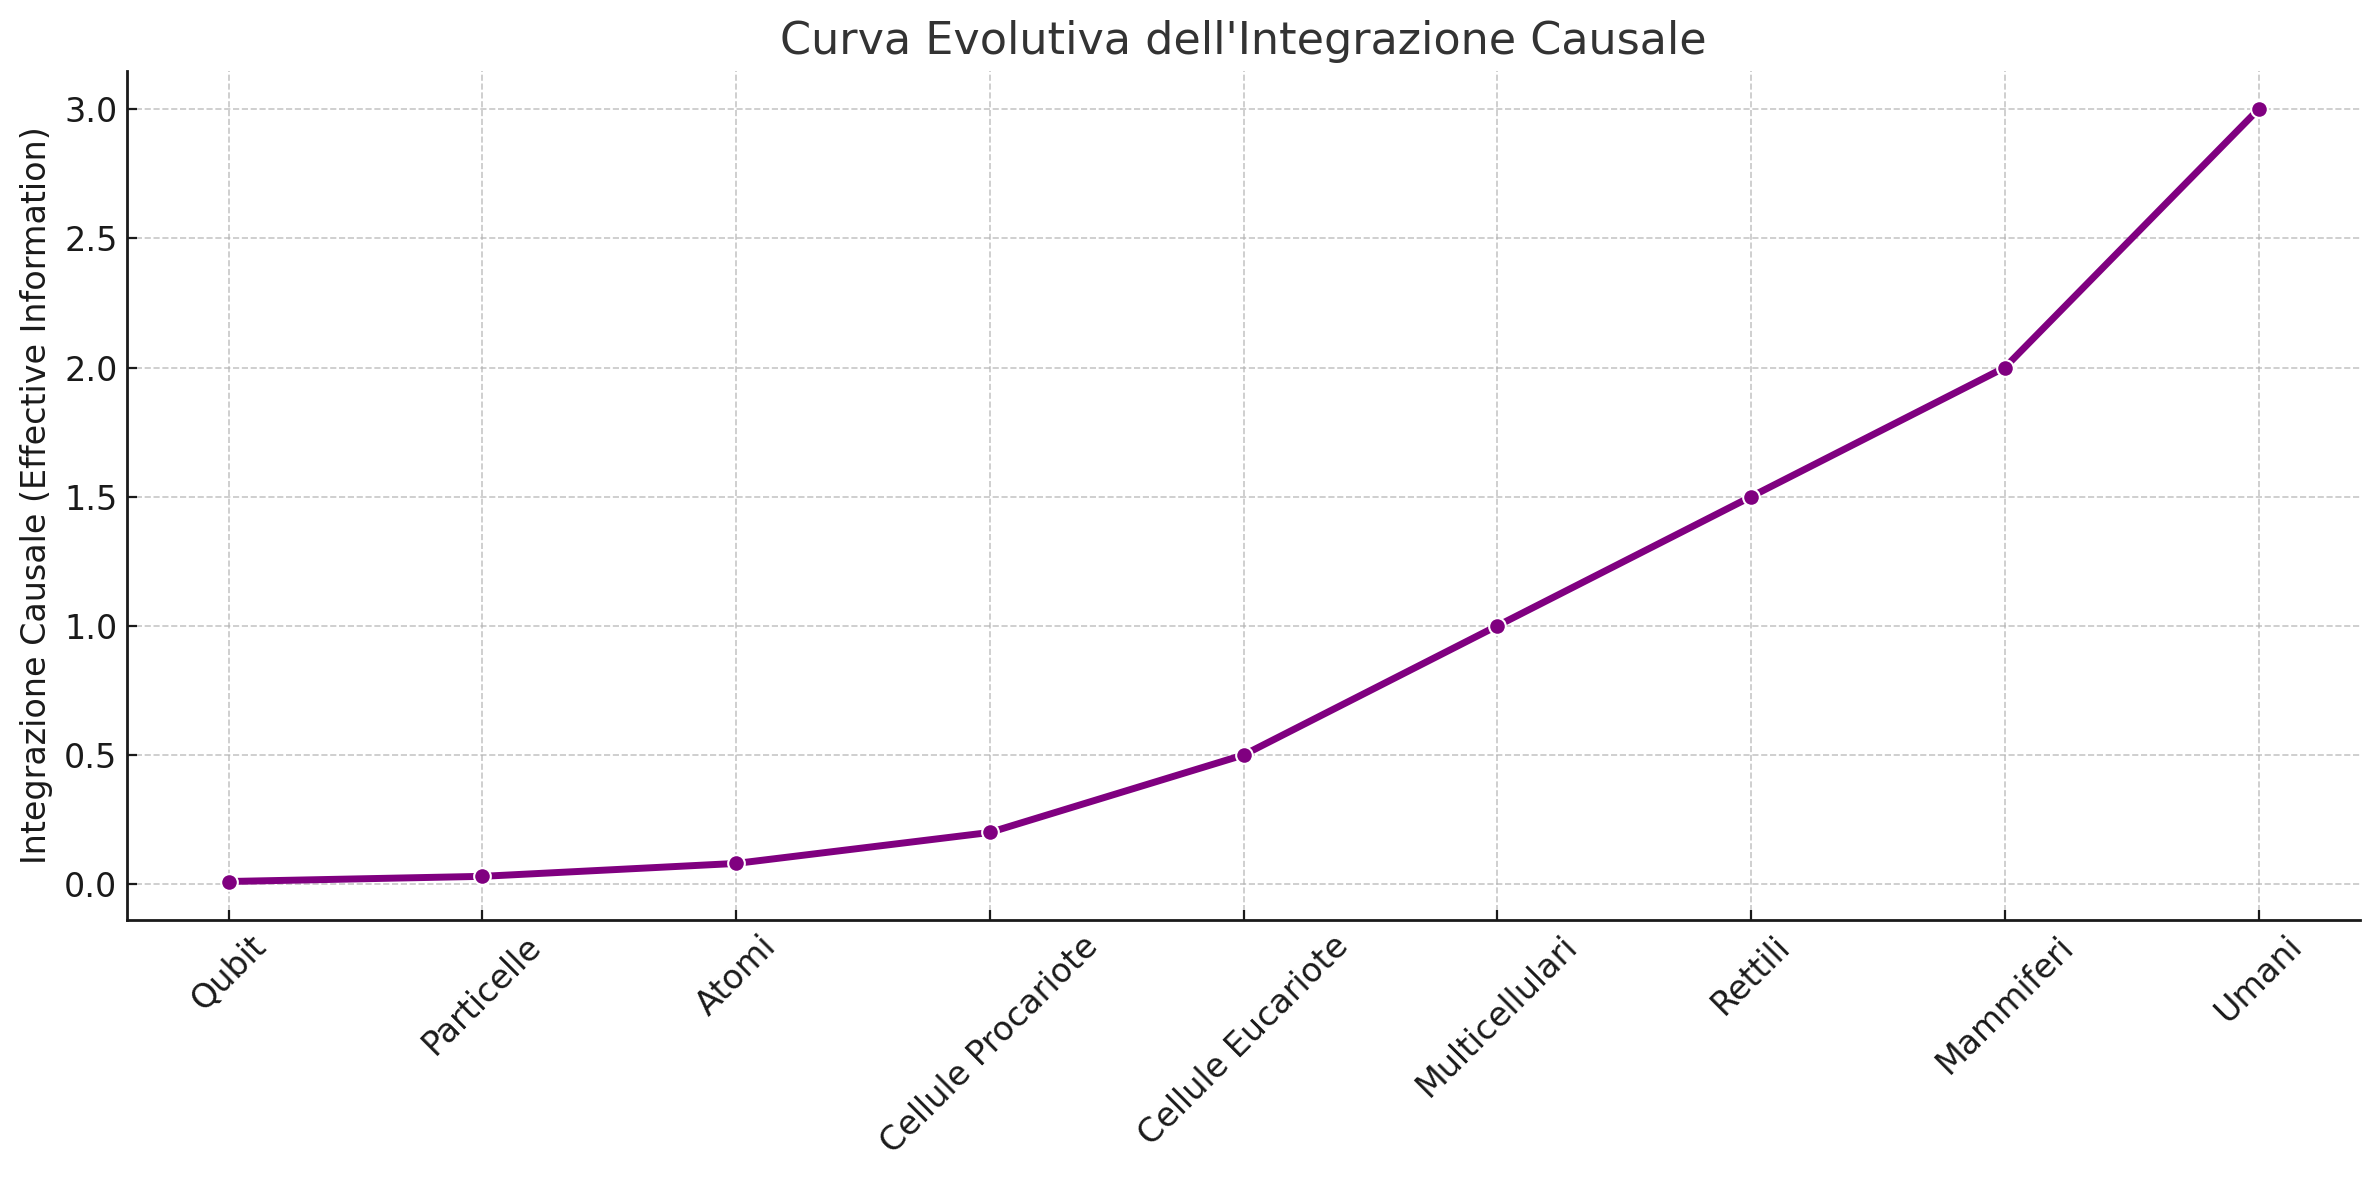 Curva Evolutiva dell'Integrazione Causale
Integrazione Causale (Effective Information)
3.0
2.5
2.0
1.5
1.0
0.5
0.0
Qubit
Particelle
Atomi
Cellule Procariote
Cellule Eucariote
Multicellulari
Rettili
Mammiferi
Umani